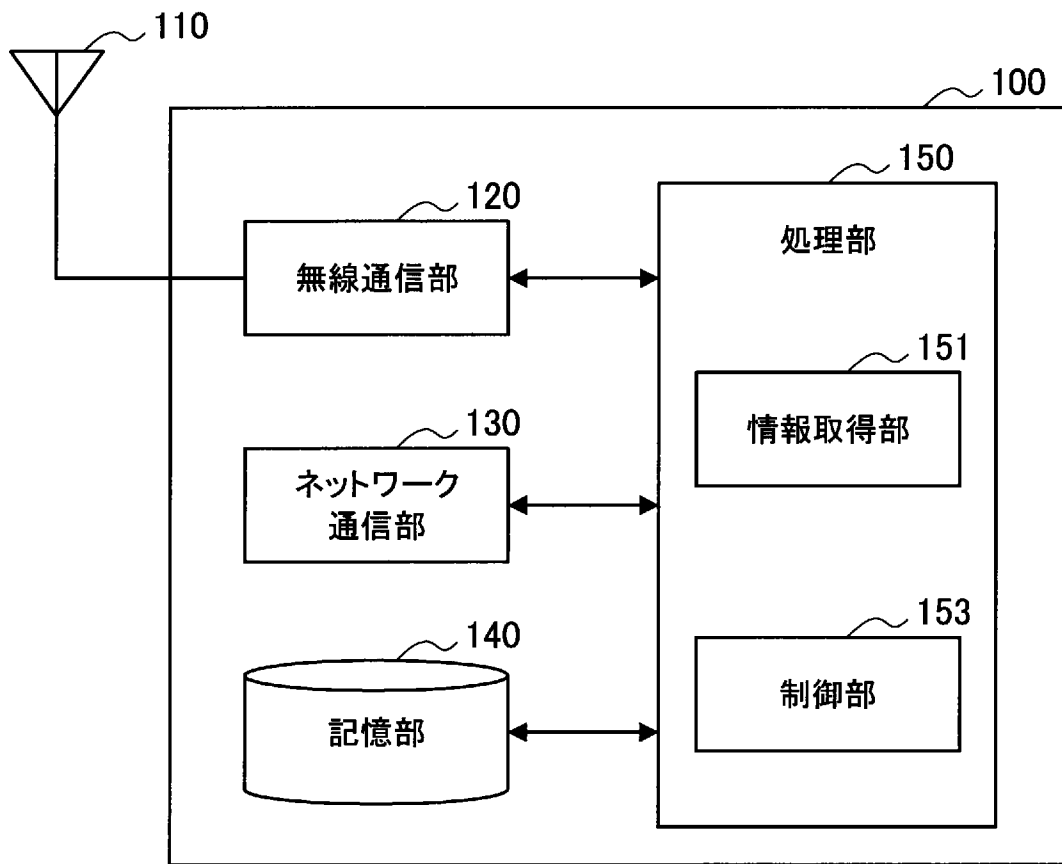 110
100
150
処理部
120
無線通信部
151
情報取得部
130
ネットワーク
通信部
153
制御部
140
記憶部